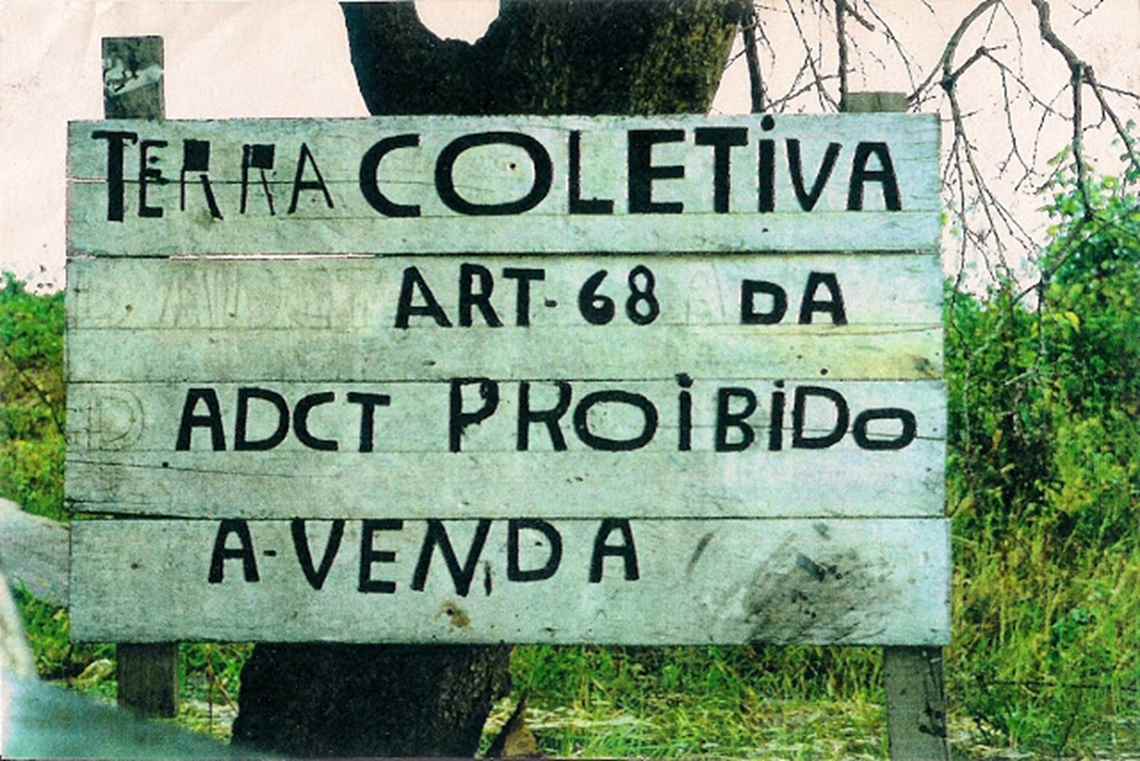 TERRA COLETiVA
ART. 68 DA
ADCT PROiBiDO
A-VENDA